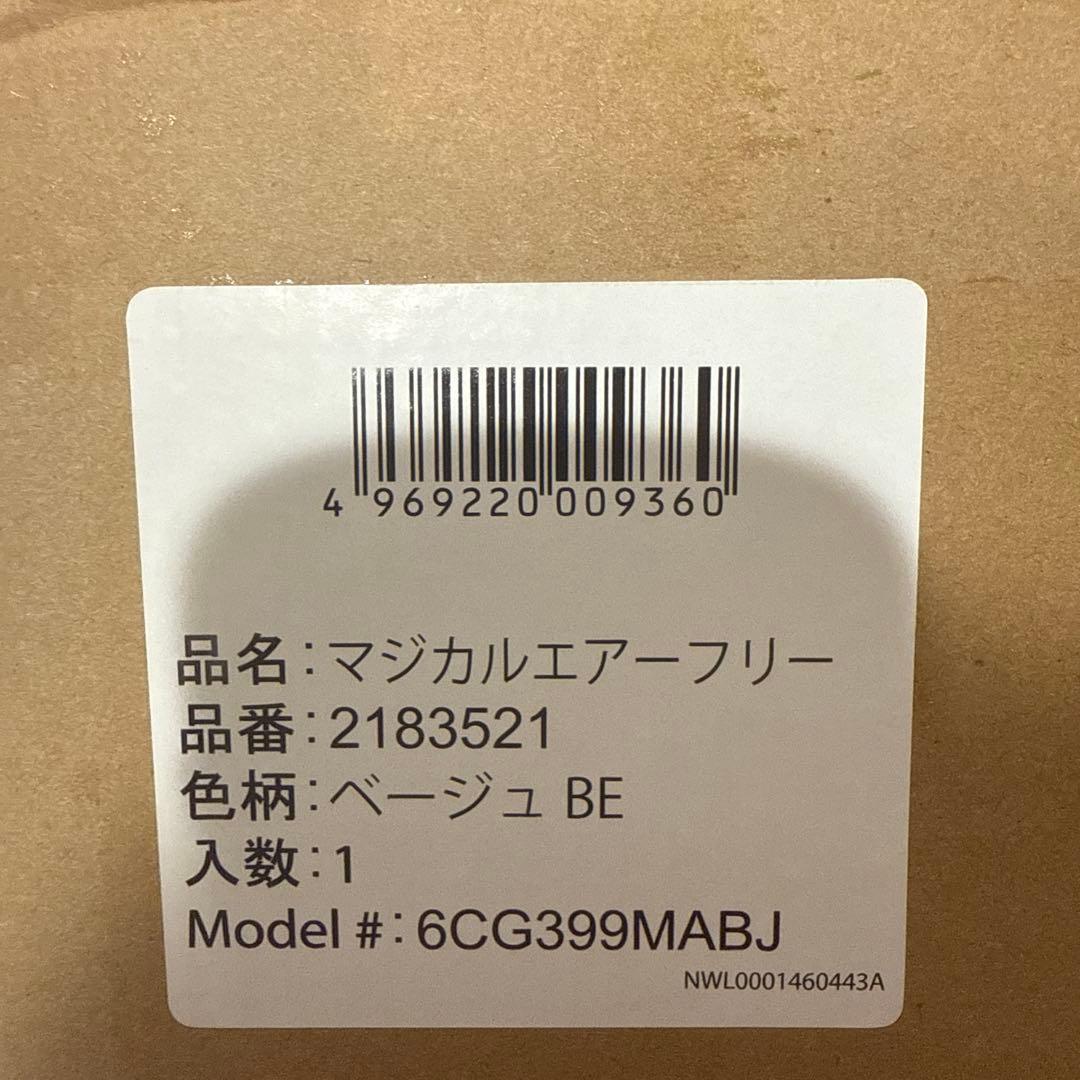 4 969220 009360
品名:マジカルエアーフリー
品番:2183521
色柄:ベージュ BE
入数:1
Model #:6CG399MABJ
NWL0001460443A